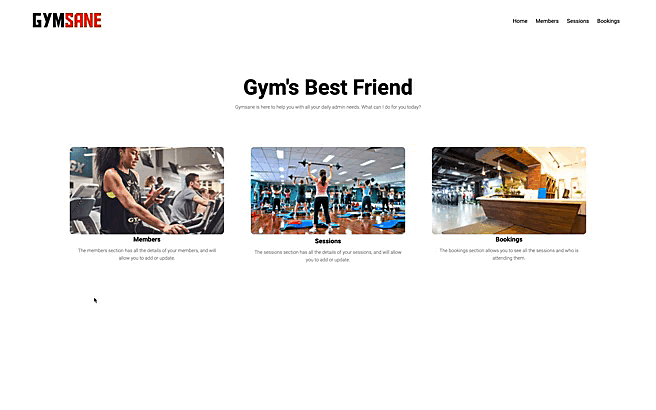 GYMSANE
Home Members Sessions Bookings
Gym's Best Friend
Gymsane is here to help you with all your daily admin needs. What can I do for you today?
Members
The members section has all the details of your members, and will
allow you to add or update.
Sessions
The sessions section has all the details of your sessions, and will allow
you to add or update.
Bookings
The bookings section allows you to see all the sessions and who is
attending them